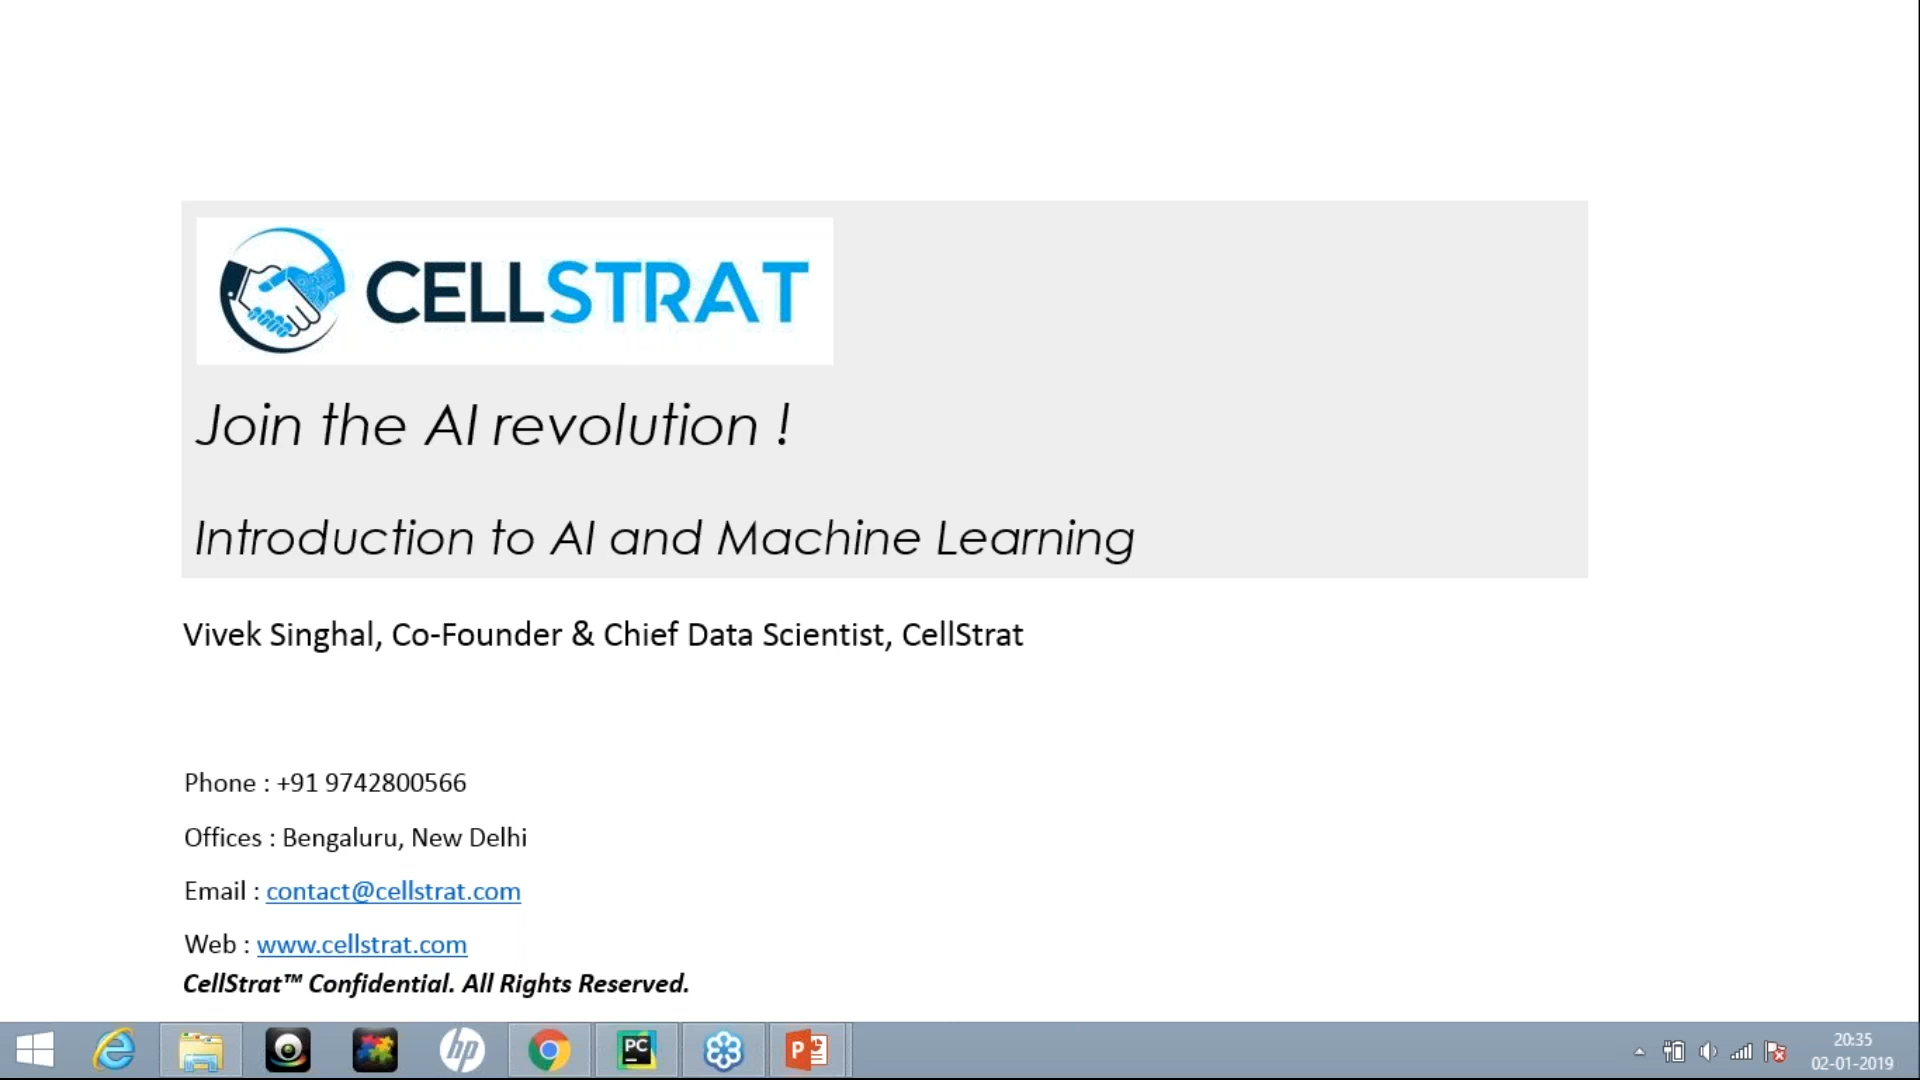 CELLSTRAT
Join the AI revolution !
Introduction to AI and Machine Learning
Vivek Singhal, Co-Founder & Chief Data Scientist, CellStrat
Phone : +91 9742800566
Offices : Bengaluru, New Delhi
Email : contact@cellstrat.com
Web : www.cellstrat.com
CellStrat™ Confidential. All Rights Reserved.
hp
PC
P
20:35
02-01-2019